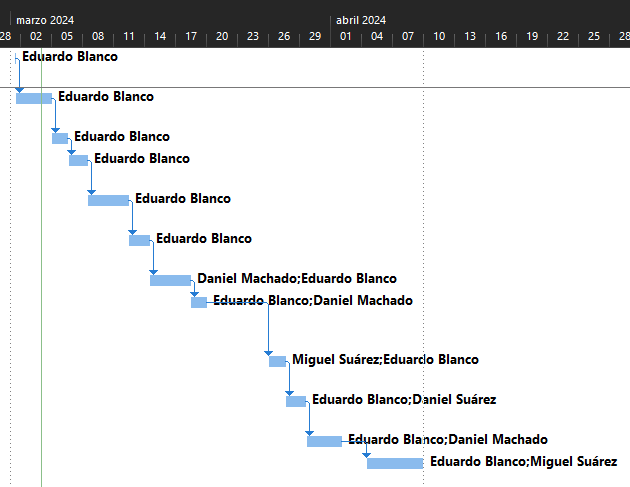 marzo 2024 abril 2024
28 02 05 08 11 14 17 20 23 26 29 01 04 07 10 13 16 19 22 25 28
Eduardo Blanco
Eduardo Blanco
Eduardo Blanco
Eduardo Blanco
Eduardo Blanco
Eduardo Blanco
Daniel Machado;Eduardo Blanco
Eduardo Blanco;Daniel Machado
Miguel Suárez;Eduardo Blanco
Eduardo Blanco;Daniel Suárez
Eduardo Blanco;Daniel Machado
Eduardo Blanco;Miguel Suárez